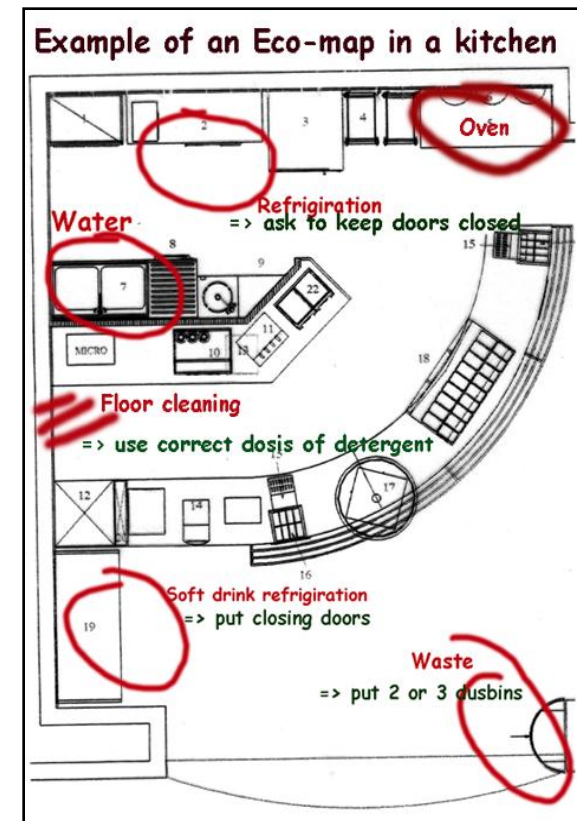 Example of an Eco-map in a kitchen
1
2
3
4
Oven
Refrigiration
=> ask to keep doors closed
Water
15
8
9
7
22
11
MICRO
10
13
18
Floor cleaning
=> use correct dosis of detergent
15
12
14
17
16
Soft drink refrigiration
=> put closing doors
19
Waste
=> put 2 or 3 dusbins